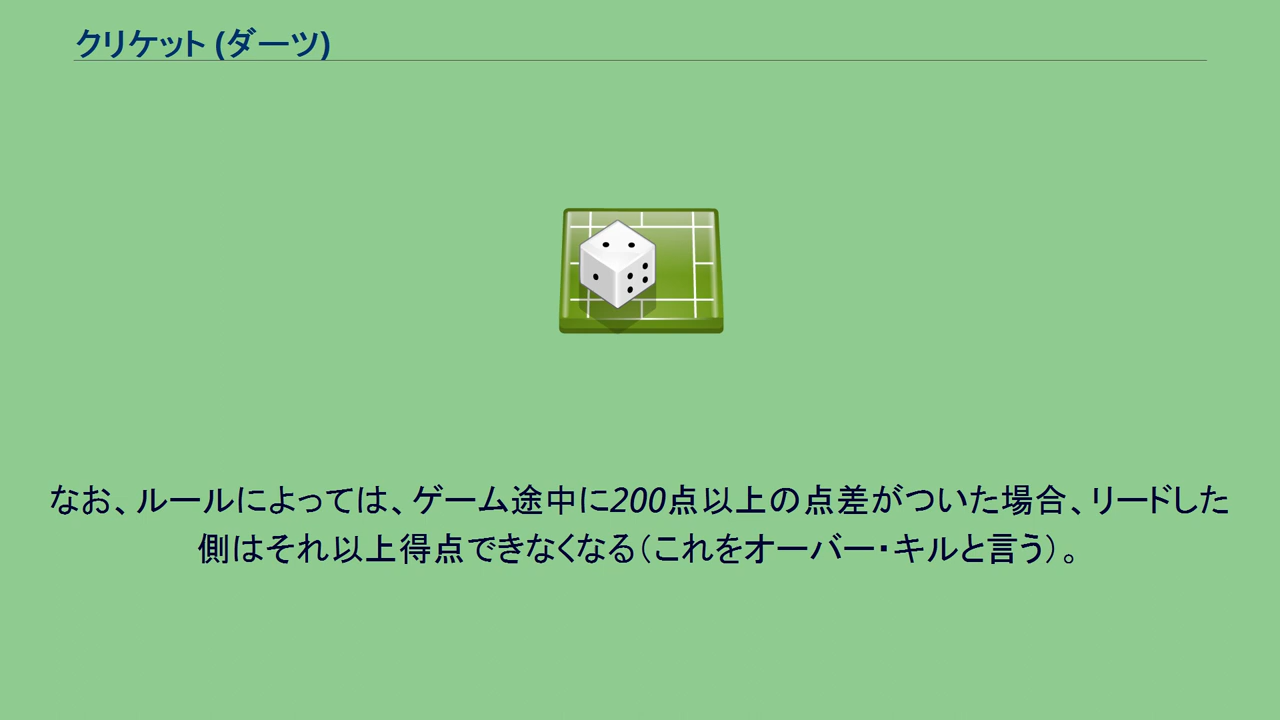 クリケット (ダーツ)
なお、ルールによっては、ゲーム途中に200点以上の点差がついた場合、リードした
側はそれ以上得点できなくなる（これをオーバー・キルと言う）。